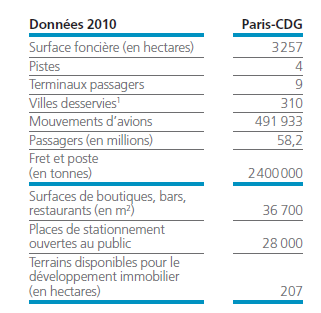 Données 2010 Paris-CDG
Surface foncière (en hectares) 3257
Pistes 4
Terminaux passagers 9
Villes desservies¹ 310
Mouvements d’avions 491 933
Passagers (en millions) 58,2
Fret et poste
(en tonnes) 2400000
Surfaces de boutiques, bars,
restaurants (en m²) 36 700
Places de stationnement
ouvertes au public 28 000
Terrains disponibles pour le
développement immobilier
(en hectares) 207